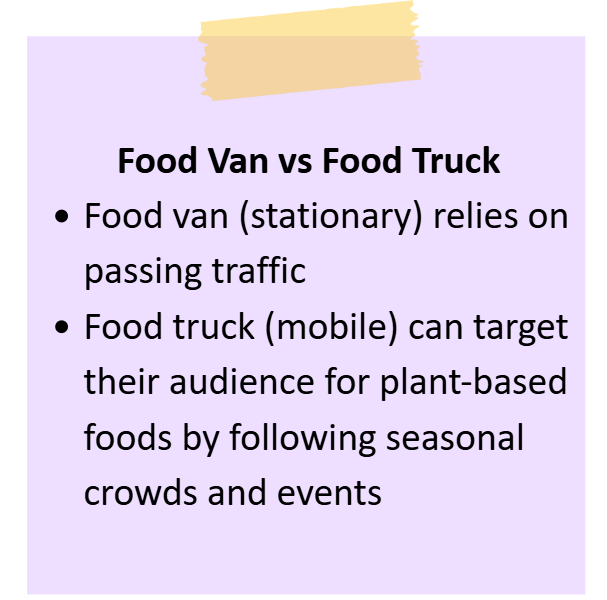 Food Van vs Food Truck
• Food van (stationary) relies on
passing traffic
• Food truck (mobile) can target
their audience for plant-based
foods by following seasonal
crowds and events